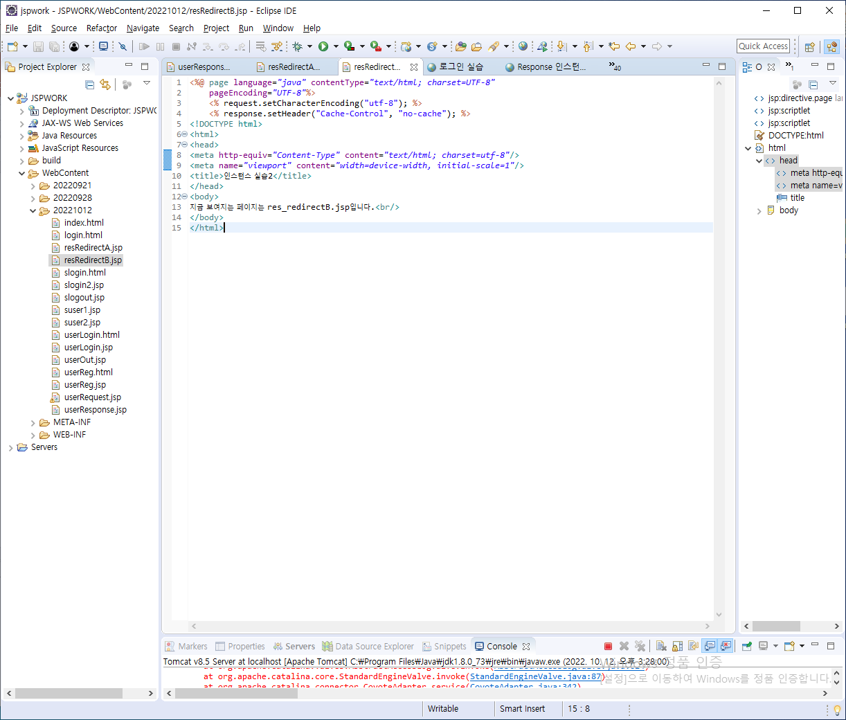 jspwork - JSPWORK/WebContent/20221012/resRedirectB.jsp - Eclipse IDE
File Edit Source Refactor Navigate Search Project Run Window Help
Quick Access
Project Explorer
JSPWORK
Deployment Descriptor: JSPWO
JAX-WS Web Services
Java Resources
JavaScript Resources
build
WebContent
20220921
20220928
20221012
index.html
login.html
resRedirectA.jsp
resRedirectB.jsp
slogin.html
slogin2.jsp
slogout.jsp
suser1.jsp
suser2.jsp
userLogin.html
userLogin.jsp
userOut.jsp
userReg.html
userReg.jsp
userRequest.jsp
userResponse.jsp
META-INF
WEB-INF
Servers
userRespons... resRedirectA... resRedirect... 로그인 실습 Response 인스턴... »40
1 <%@ page language="java" contentType="text/html; charset=UTF-8"
2 pageEncoding="UTF-8"%>
3 <% request.setCharacterEncoding("utf-8"); %>
4 <% response.setHeader("Cache-Control", "no-cache"); %>
5 <!DOCTYPE html>
6 <html>
7 <head>
8 <meta http-equiv="Content-Type" content="text/html; charset=utf-8"/>
9 <meta name="viewport" content="width=device-width, initial-scale=1"/>
10 <title>인스턴스 실습2</title>
11 </head>
12 <body>
13 지금 보여지는 페이지는 res_redirectB.jsp입니다.<br/>
14 </body>
15 </html>
O »1
jsp:directive.page la
jsp:scriptlet
jsp:scriptlet
DOCTYPE:html
html
head
meta http-equ
meta name=v
title
body
Markers Properties Servers Data Source Explorer Snippets Console
Tomcat v8.5 Server at localhost [Apache Tomcat] C:₩Program Files₩Java₩jdk1.8.0_73₩jre₩bin₩javaw.exe (2022. 10. 12. 오후 3:28:00)
at org.apache.catalina.core.StandardEngineValve.invoke(StandardEngineValve.java:87)
at org.apache.catalina.connector.CoyoteAdapter.service(CoyoteAdapter.java:342)
정품 인증
[설정]으로 이동하여 Windows를 정품 인증합니다.
Writable Smart Insert 15 : 8